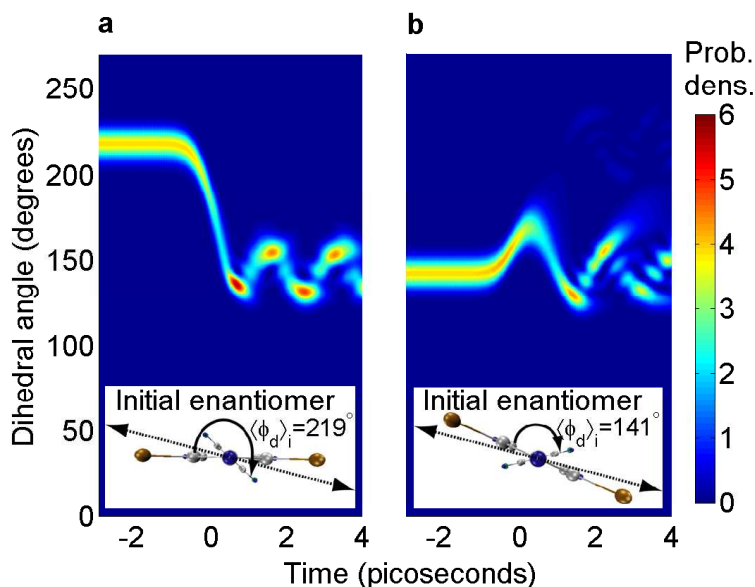 a
b
Prob.
dens.
Dihedral angle (degrees)
250
200
150
100
50
0
6
5
4
3
2
1
0
Initial enantiomer
⟨ϕd⟩i=219°
Initial enantiomer
⟨ϕd⟩i=141°
-2 0 2 4
-2 0 2 4
Time (picoseconds)